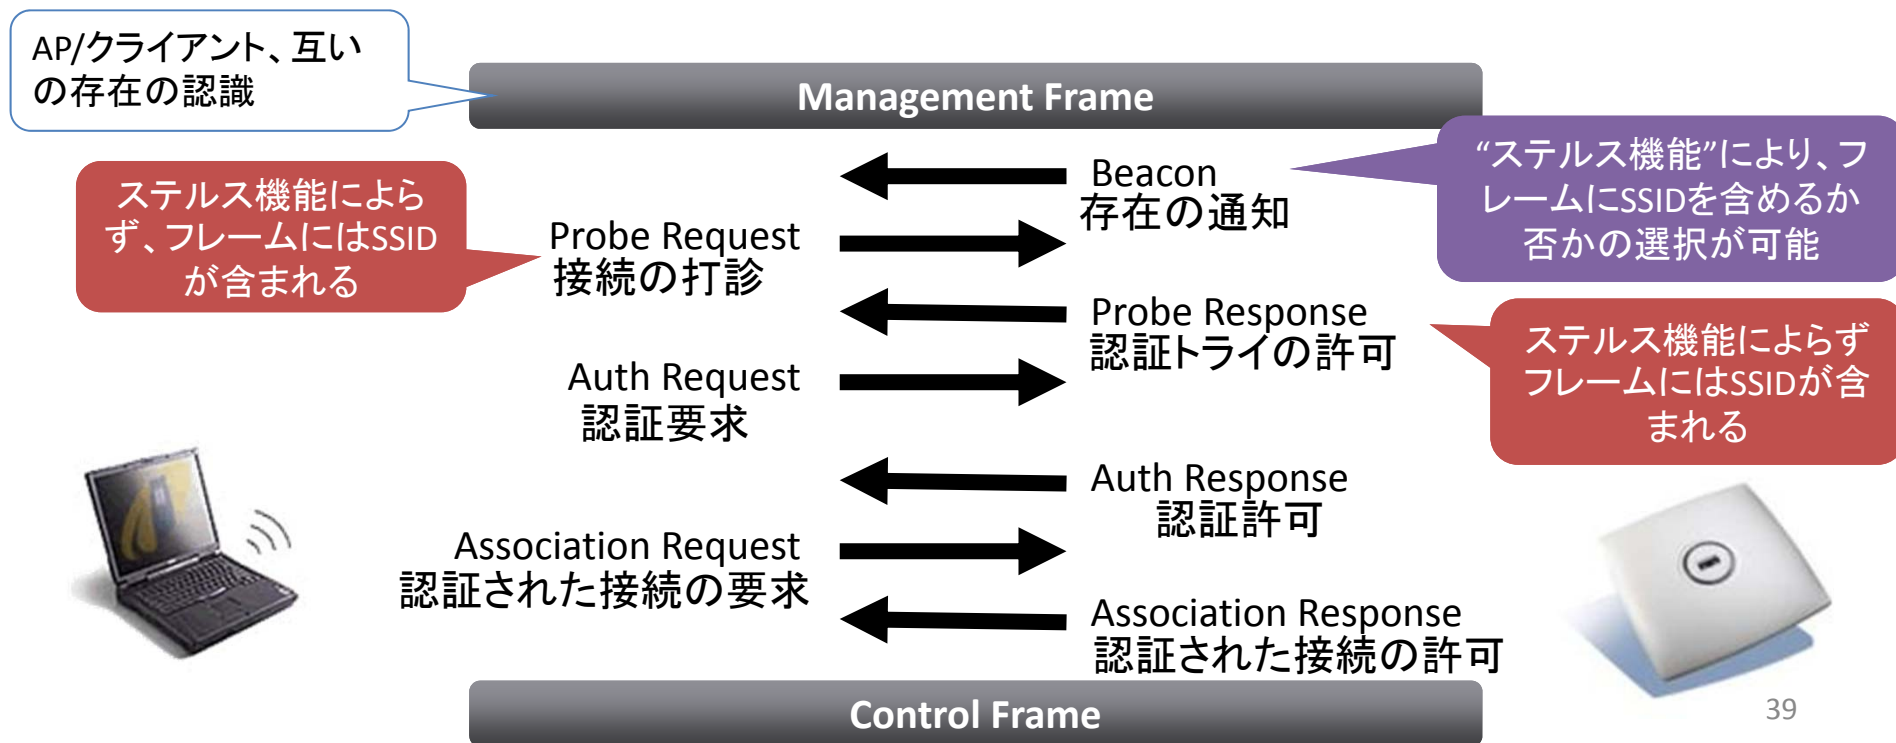 AP/クライアント、互い
の存在の認識
Management Frame
ステルス機能によら
ず、フレームにはSSID
が含まれる
Beacon
存在の通知
“ステルス機能”により、フ
レームにSSIDを含めるか
否かの選択が可能
Probe Request
接続の打診
Probe Response
認証トライの許可
ステルス機能によらず
フレームにはSSIDが含
まれる
Auth Request
認証要求
Auth Response
認証許可
Association Request
認証された接続の要求
Association Response
認証された接続の許可
Control Frame
39